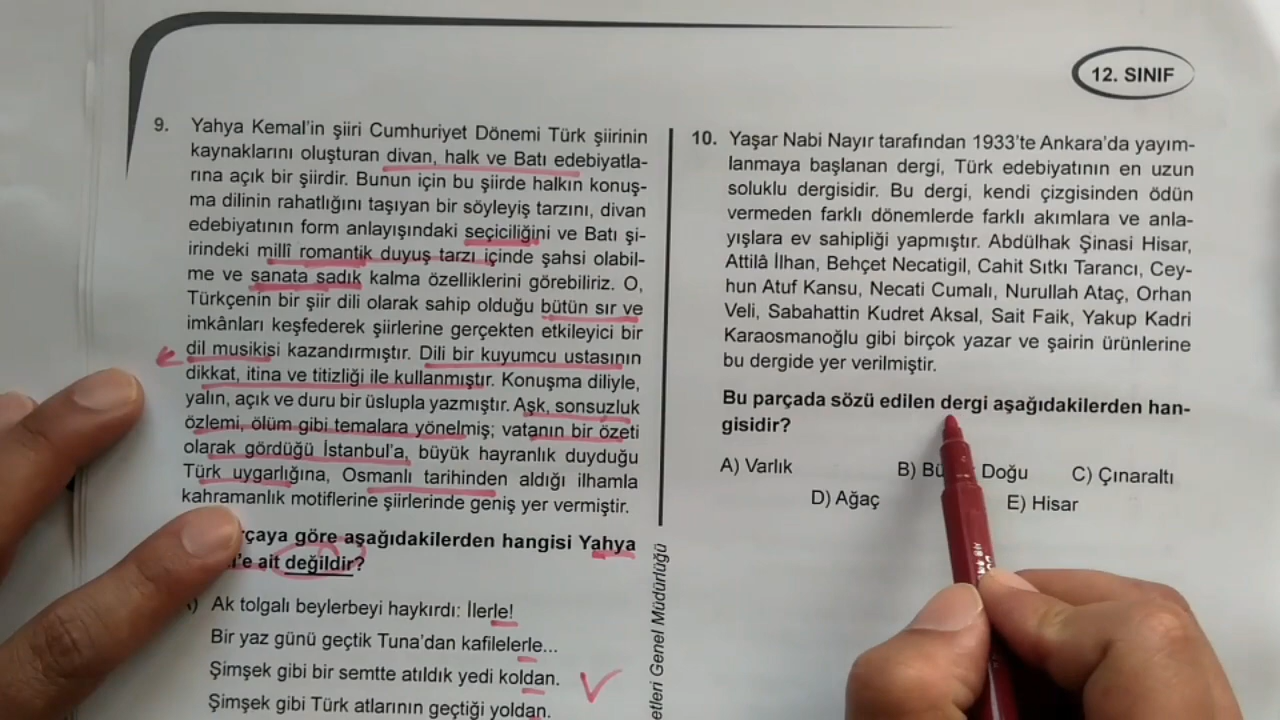 12. SINIF
9. Yahya Kemal'in şiiri Cumhuriyet Dönemi Türk şiirinin
kaynaklarını oluşturan divan, halk ve Batı edebiyatla-
rına açık bir şiirdir. Bunun için bu şiirde halkın konuş-
ma dilinin rahatlığını taşıyan bir söyleyiş tarzını, divan
edebiyatının form anlayışındaki seçiciliğini ve Batı şi-
irindeki millî romantik duyuş tarzı içinde şahsi olabil-
me ve sanata sadık kalma özelliklerini görebiliriz. O,
Türkçenin bir şiir dili olarak sahip olduğu bütün sır ve
imkânları keşfederek şiirlerine gerçekten etkileyici bir
dil musikisi kazandırmıştır. Dili bir kuyumcu ustasının
dikkat, itina ve titizliği ile kullanmıştır. Konuşma diliyle,
yalın, açık ve duru bir üslupla yazmıştır. Aşk, sonsuzluk
özlemi, ölüm gibi temalara yönelmiş; vatanın bir özeti
olarak gördüğü İstanbul'a, büyük hayranlık duyduğu
Türk uygarlığına, Osmanlı tarihinden aldığı ilhamla
kahramanlık motiflerine şiirlerinde geniş yer vermiştir.
göre aşağıdakilerden hangisi Yahya
ait değildir?
Ak tolgalı beylerbeyi haykırdı: İlerle!
Bir yaz günü geçtik Tuna'dan kafilelerle...
Şimşek gibi bir semtte atıldık yedi koldan.
Şimşek gibi Türk atlarının geçtiği yoldan.
10. Yaşar Nabi Nayır tarafından 1933'te Ankara'da yayım-
lanmaya başlanan dergi, Türk edebiyatının en uzun
soluklu dergisidir. Bu dergi, kendi çizgisinden ödün
vermeden farklı dönemlerde farklı akımlara ve anla-
yışlara ev sahipliği yapmıştır. Abdülhak Şinasi Hisar,
Attilâ İlhan, Behçet Necatigil, Cahit Sıtkı Tarancı, Cey-
hun Atuf Kansu, Necati Cumalı, Nurullah Ataç, Orhan
Veli, Sabahattin Kudret Aksal, Sait Faik, Yakup Kadri
Karaosmanoğlu gibi birçok yazar ve şairin ürünlerine
bu dergide yer verilmiştir.
Bu parçada sözü edilen dergi aşağıdakilerden han-
gisidir?
A) Varlık B) Doğu C) Çınaraltı
D) Ağaç E) Hisar
Genel Müdürlüğü